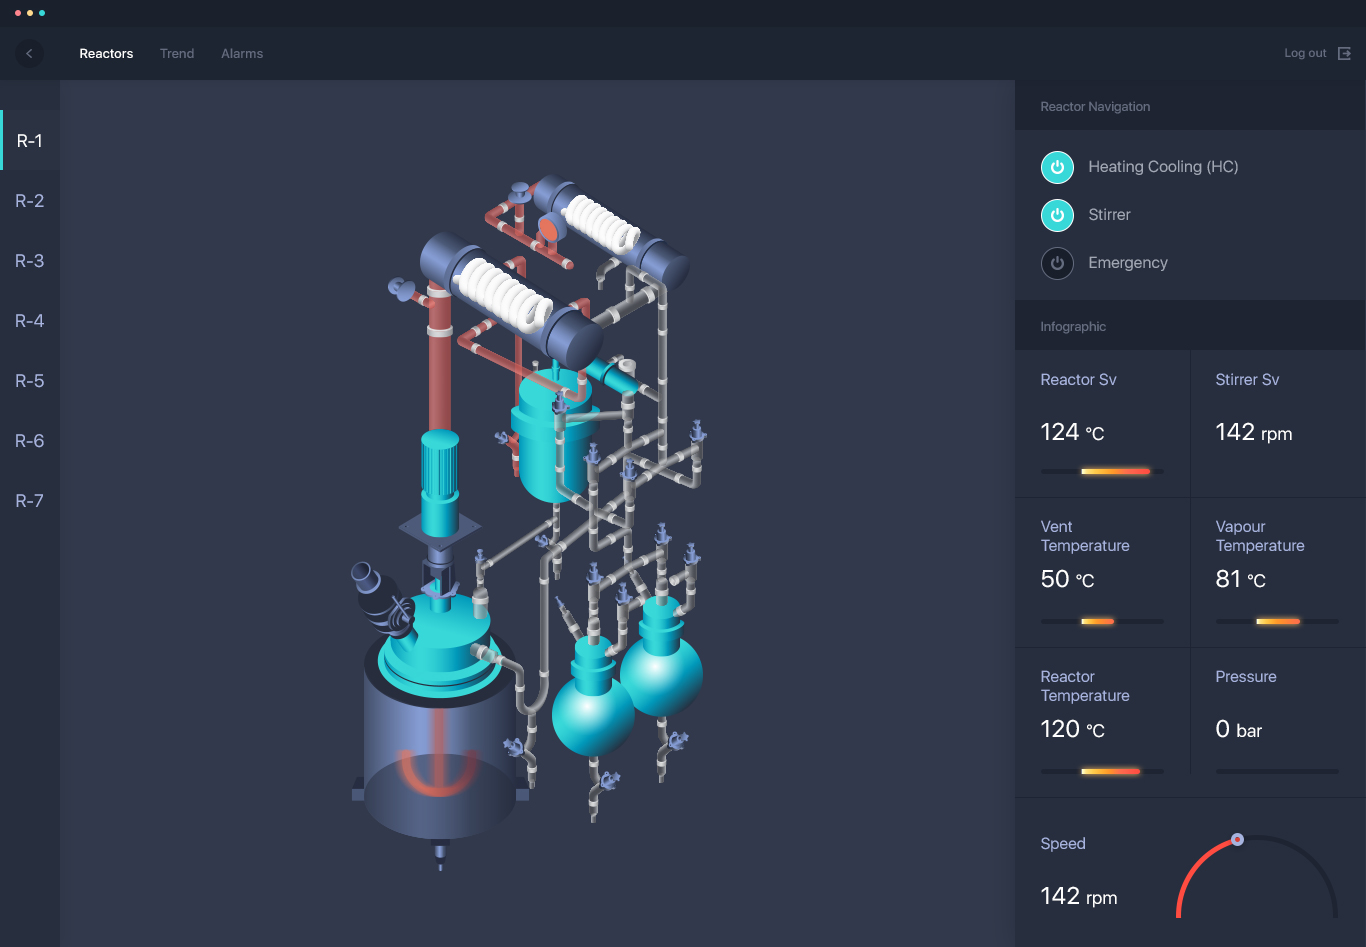 Reactors Trend Alarms Log out
R-1
R-2
R-3
R-4
R-5
R-6
R-7
Reactor Navigation
Heating Cooling (HC)
Stirrer
Emergency
Infographic
Reactor Sv
124 °C
Stirrer Sv
142 rpm
Vent
Temperature
50 °C
Vapour
Temperature
81 °C
Reactor
Temperature
120 °C
Pressure
0 bar
Speed
142 rpm